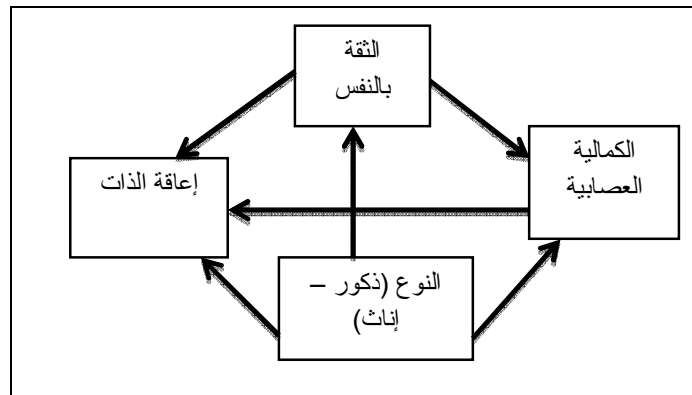 الثقة
بالنفس
الكمالية
العصابية
إعاقة الذات
النوع (ذكور –
إناث)